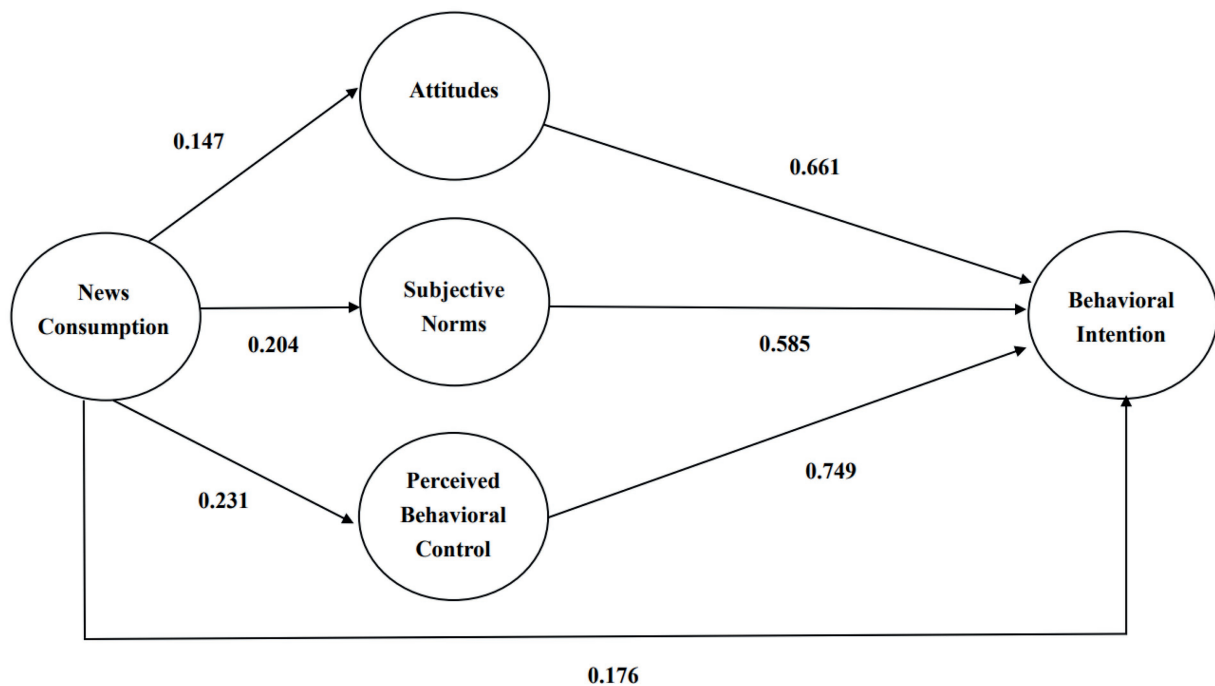 Attitudes
0.147
0.661
News
Consumption
Subjective
Norms
Behavioral
Intention
0.204
0.585
Perceived
Behavioral
Control
0.231
0.749
0.176